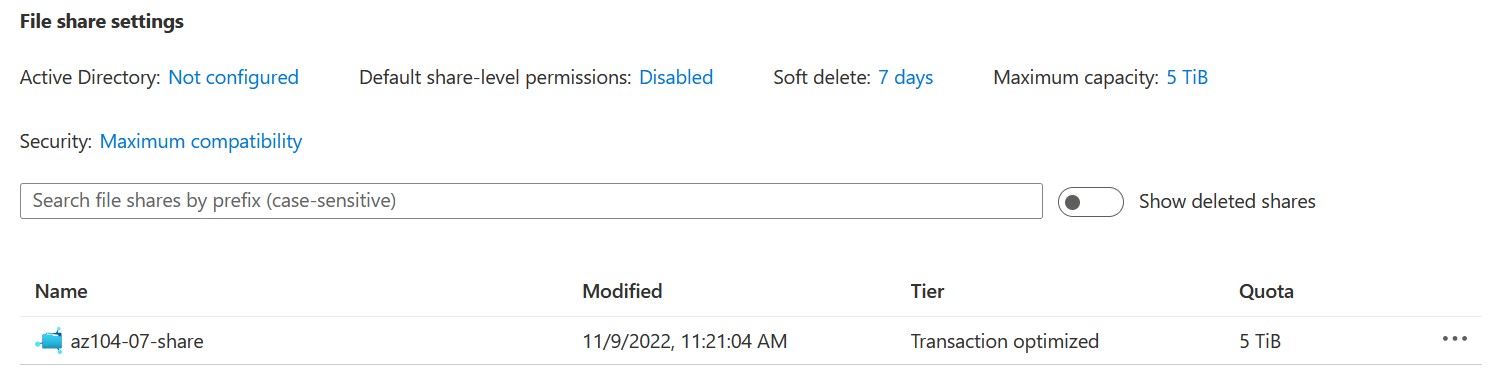 File share settings
Active Directory: Not configured Default share-level permissions: Disabled Soft delete: 7 days Maximum capacity: 5 TiB
Security: Maximum compatibility
Search file shares by prefix (case-sensitive) Show deleted shares
Name Modified Tier Quota
az104-07-share 11/9/2022, 11:21:04 AM Transaction optimized 5 TiB